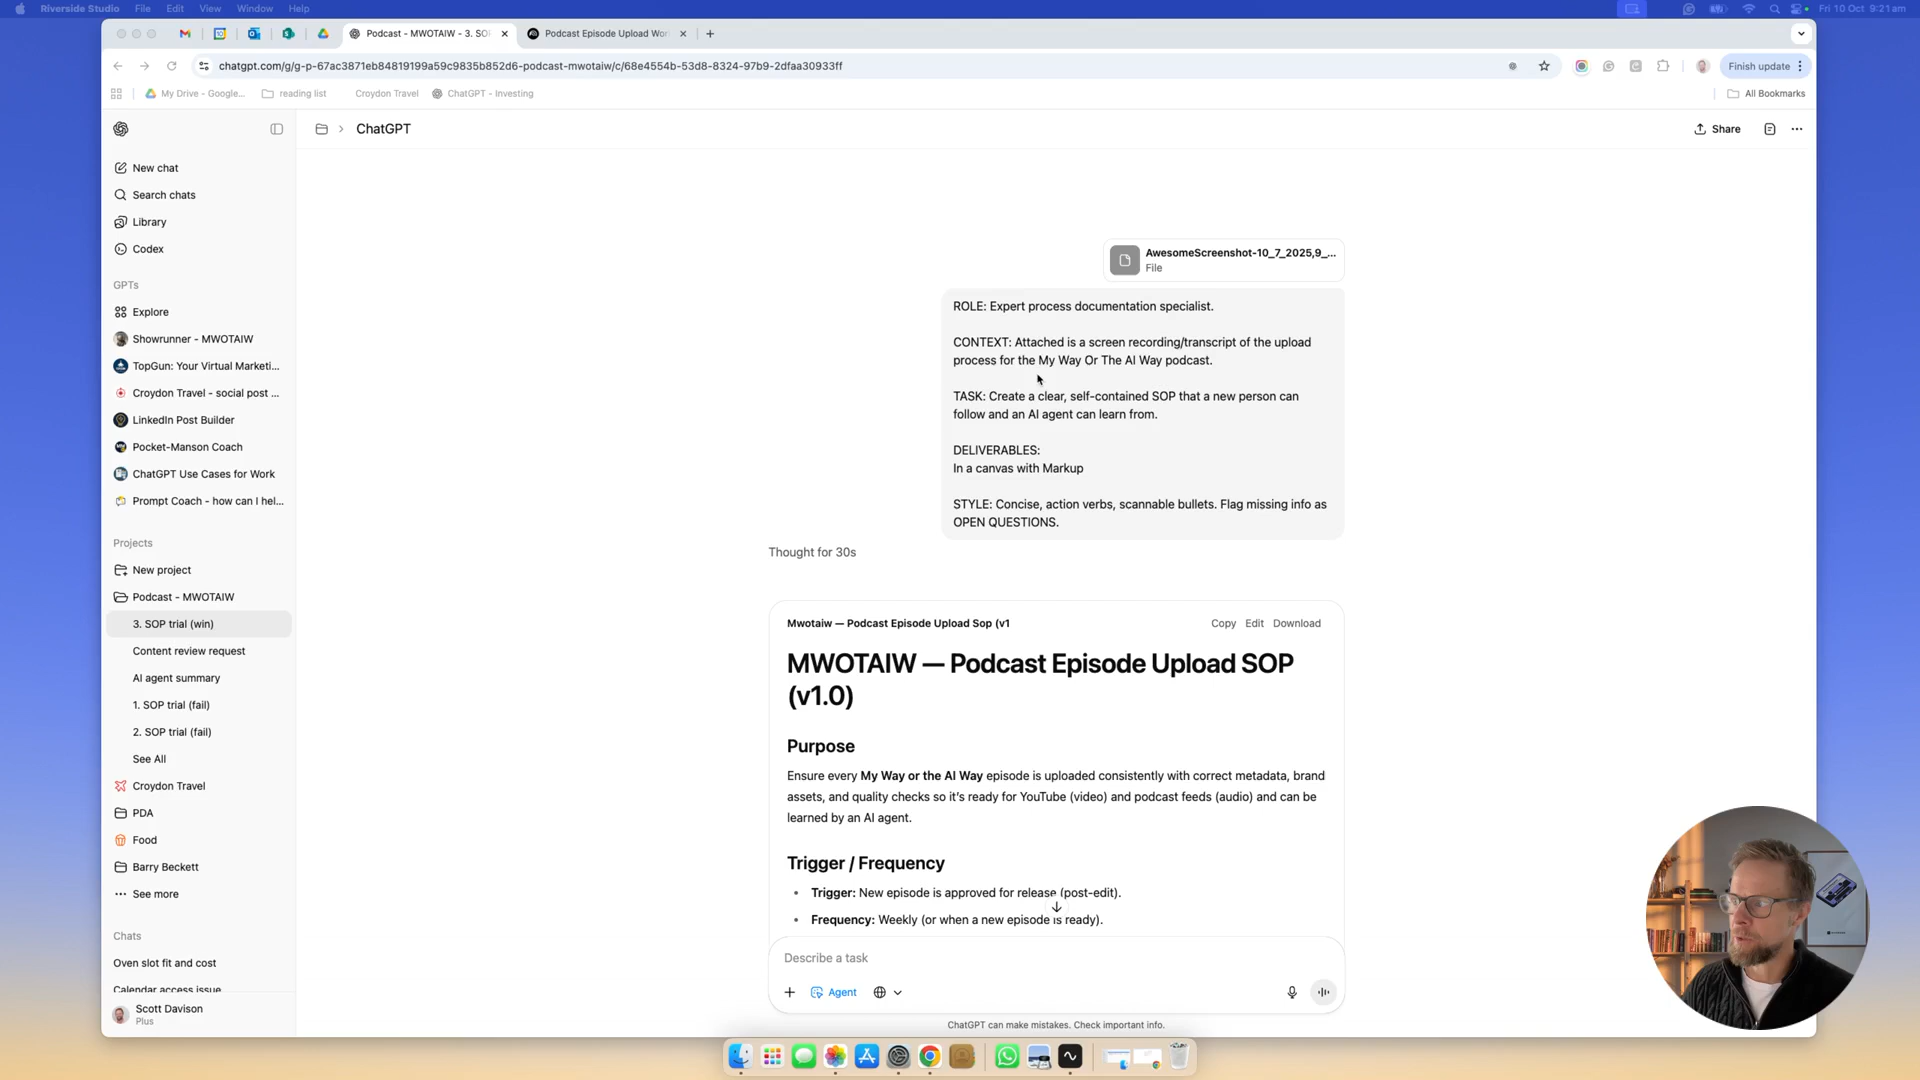 Riverside Studio File Edit View Window Help Fri 10 Oct 9:21 am
Podcast - MWOTAIW - 3. SO
Podcast Episode Upload Wor
chatgpt.com/g/g-p-67ac3871eb84819199a59c9835b852d6-podcast-mwotaiw/c/68e4554b-53d8-8324-97b9-2dfaa30933ff
Finish update
My Drive - Google... reading list Croydon Travel ChatGPT - Investing All Bookmarks
ChatGPT
Share
New chat
Search chats
Library
Codex
GPTs
Explore
Showrunner - MWOTAIW
TopGun: Your Virtual Marketi...
Croydon Travel - social post ...
LinkedIn Post Builder
Pocket-Manson Coach
ChatGPT Use Cases for Work
Prompt Coach - how can I hel...
Projects
New project
Podcast - MWOTAIW
3. SOP trial (win)
Content review request
AI agent summary
1. SOP trial (fail)
2. SOP trial (fail)
See All
Croydon Travel
PDA
Food
Barry Beckett
See more
Chats
Oven slot fit and cost
Calendar access issue
Scott Davison
Plus
AwesomeScreenshot-10_7_2025,9_...
File
ROLE: Expert process documentation specialist.
CONTEXT: Attached is a screen recording/transcript of the upload
process for the My Way Or The AI Way podcast.
TASK: Create a clear, self-contained SOP that a new person can
follow and an AI agent can learn from.
DELIVERABLES:
In a canvas with Markup
STYLE: Concise, action verbs, scannable bullets. Flag missing info as
OPEN QUESTIONS.
Thought for 30s
Mwotaiw — Podcast Episode Upload Sop (v1
Copy Edit Download
MWOTAIW — Podcast Episode Upload SOP
(v1.0)
Purpose
Ensure every My Way or the AI Way episode is uploaded consistently with correct metadata, brand
assets, and quality checks so it's ready for YouTube (video) and podcast feeds (audio) and can be
learned by an AI agent.
Trigger / Frequency
• Trigger: New episode is approved for release (post-edit).
• Frequency: Weekly (or when a new episode is ready).
Describe a task
Agent
ChatGPT can make mistakes. Check important info.